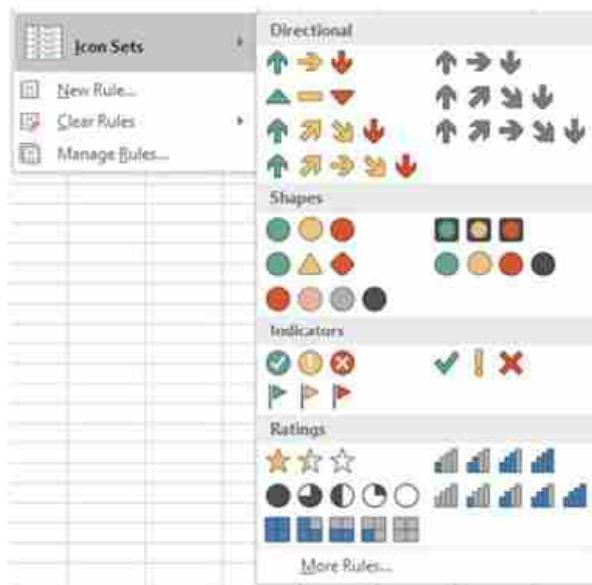 Icon Sets
New Rule...
Clear Rules
Manage Rules...
Directional
Shapes
Indicators
Ratings
More Rules...